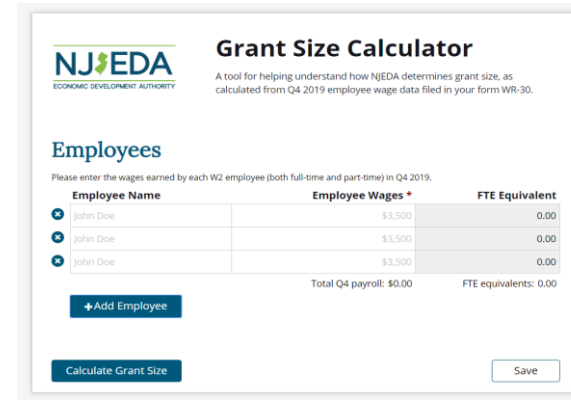 NJEDA
ECONOMIC DEVELOPMENT AUTHORITY
Grant Size Calculator
A tool for helping understand how NJEDA determines grant size, as
calculated from Q4 2019 employee wage data filed in your form WR-30.
Employees
Please enter the wages earned by each W2 employee (both full-time and part-time) in Q4 2019.
Employee Name Employee Wages * FTE Equivalent
John Doe $3,500 0.00
John Doe $3,500 0.00
John Doe $3,500 0.00
Total Q4 payroll: $0.00 FTE equivalents: 0.00
+Add Employee
Calculate Grant Size Save